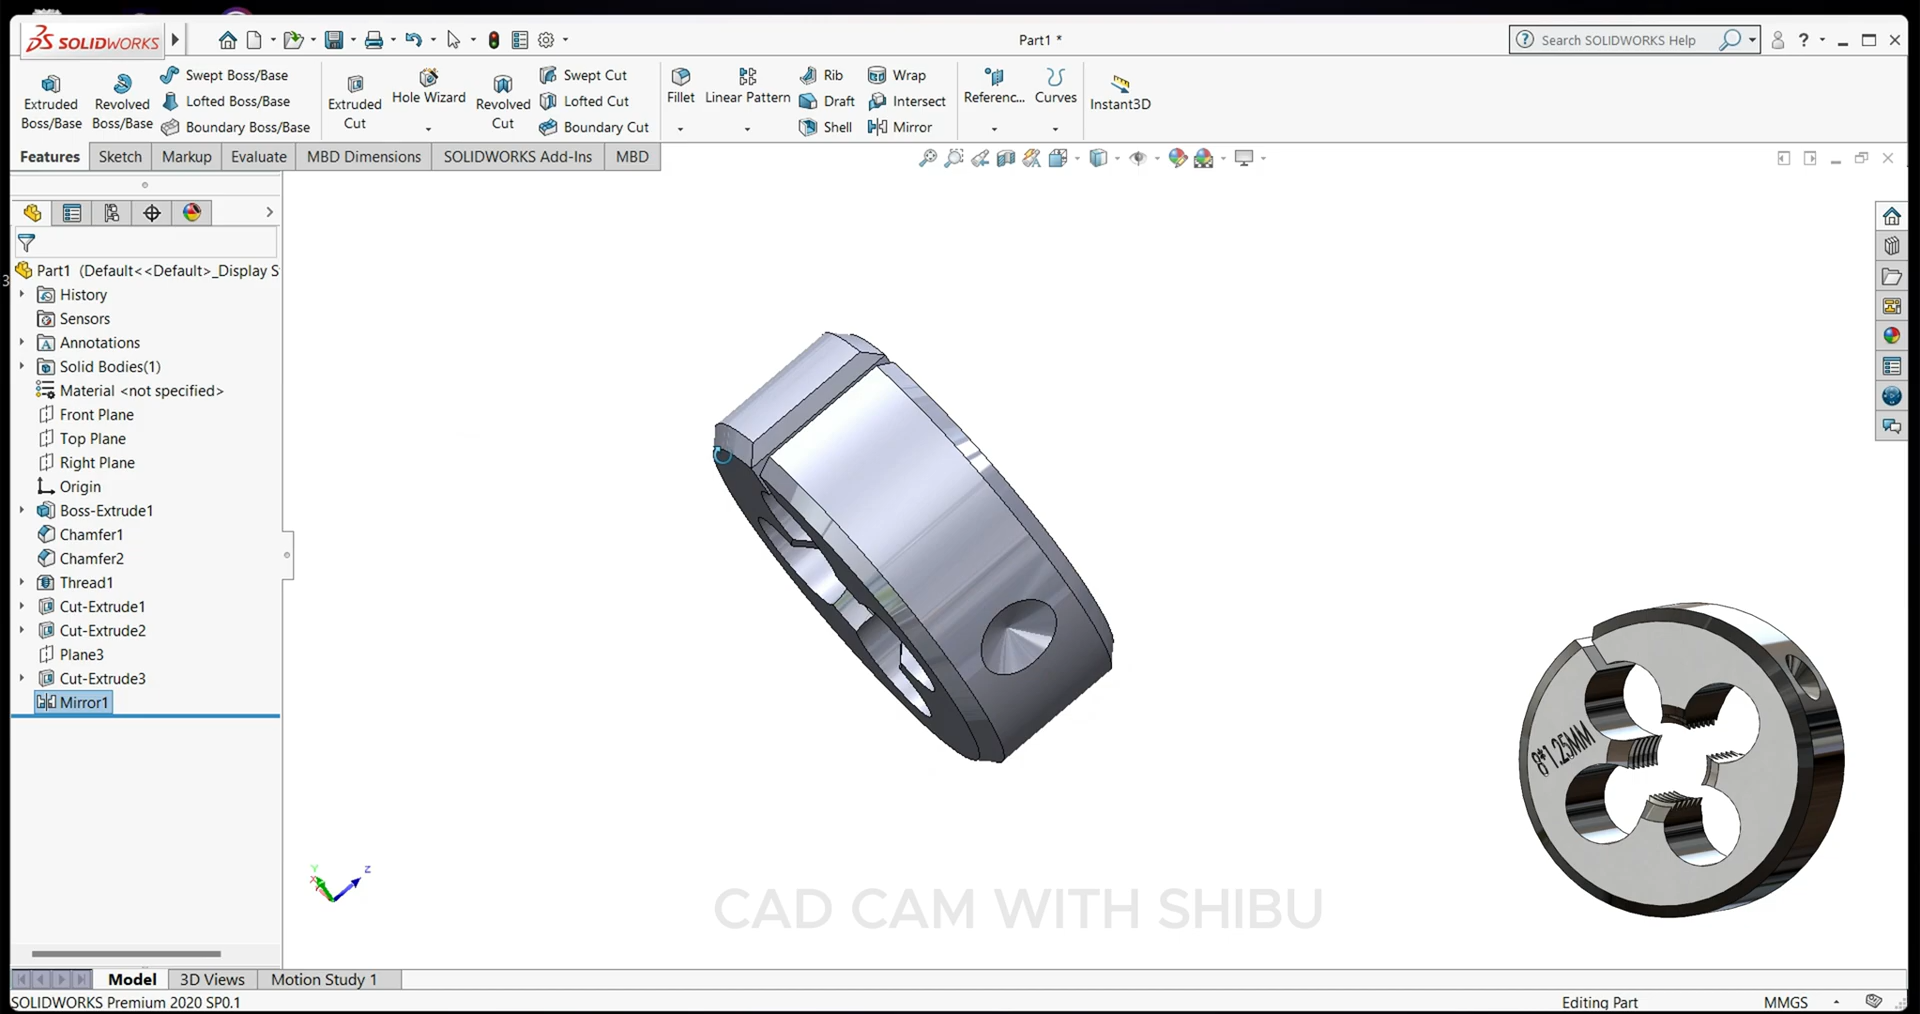 SOLIDWORKS
Part1 *
Search SOLIDWORKS Help
?
Extruded Boss/Base
Revolved Boss/Base
Swept Boss/Base
Lofted Boss/Base
Boundary Boss/Base
Extruded Cut
Hole Wizard
Revolved Cut
Swept Cut
Lofted Cut
Boundary Cut
Fillet
Linear Pattern
Rib
Draft
Shell
Wrap
Intersect
Mirror
Referenc...
Curves
Instant3D
Features
Sketch
Markup
Evaluate
MBD Dimensions
SOLIDWORKS Add-Ins
MBD
3
Part1 (Default<<Default>_Display S
History
Sensors
Annotations
Solid Bodies(1)
Material <not specified>
Front Plane
Top Plane
Right Plane
Origin
Boss-Extrude1
Chamfer1
Chamfer2
Thread1
Cut-Extrude1
Cut-Extrude2
Plane3
Cut-Extrude3
Mirror1
8*1.25MM
Y
X
Z
CAD CAM WITH SHIBU
Model
3D Views
Motion Study 1
SOLIDWORKS Premium 2020 SP0.1
Editing Part
MMGS